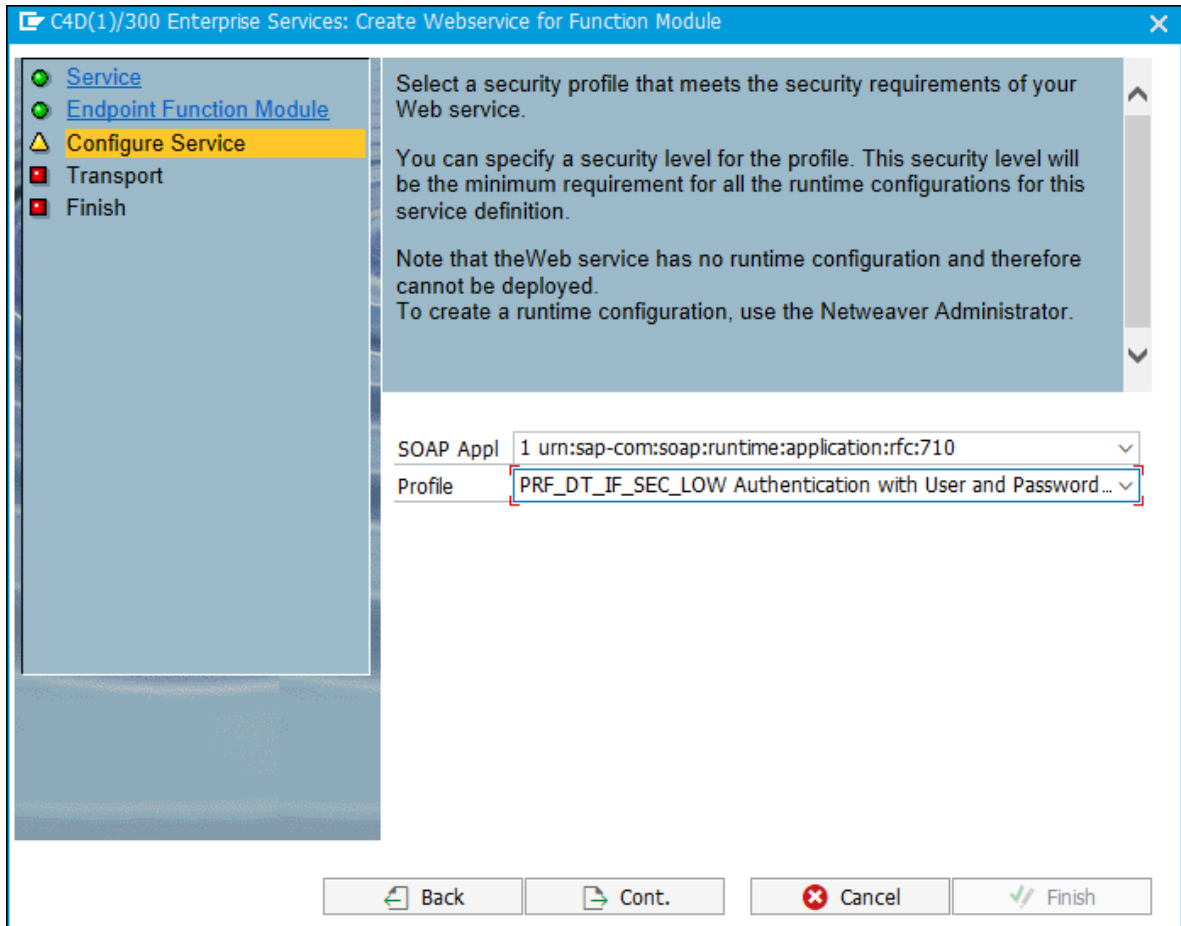 C4D(1)/300 Enterprise Services: Create Webservice for Function Module
Service
Endpoint Function Module
Configure Service
Transport
Finish
Select a security profile that meets the security requirements of your
Web service.
You can specify a security level for the profile. This security level will
be the minimum requirement for all the runtime configurations for this
service definition.
Note that theWeb service has no runtime configuration and therefore
cannot be deployed.
To create a runtime configuration, use the Netweaver Administrator.
SOAP Appl 1 urn:sap-com:soap:runtime:application:rfc:710
Profile PRF_DT_IF_SEC_LOW Authentication with User and Password...
Back Cont. Cancel Finish